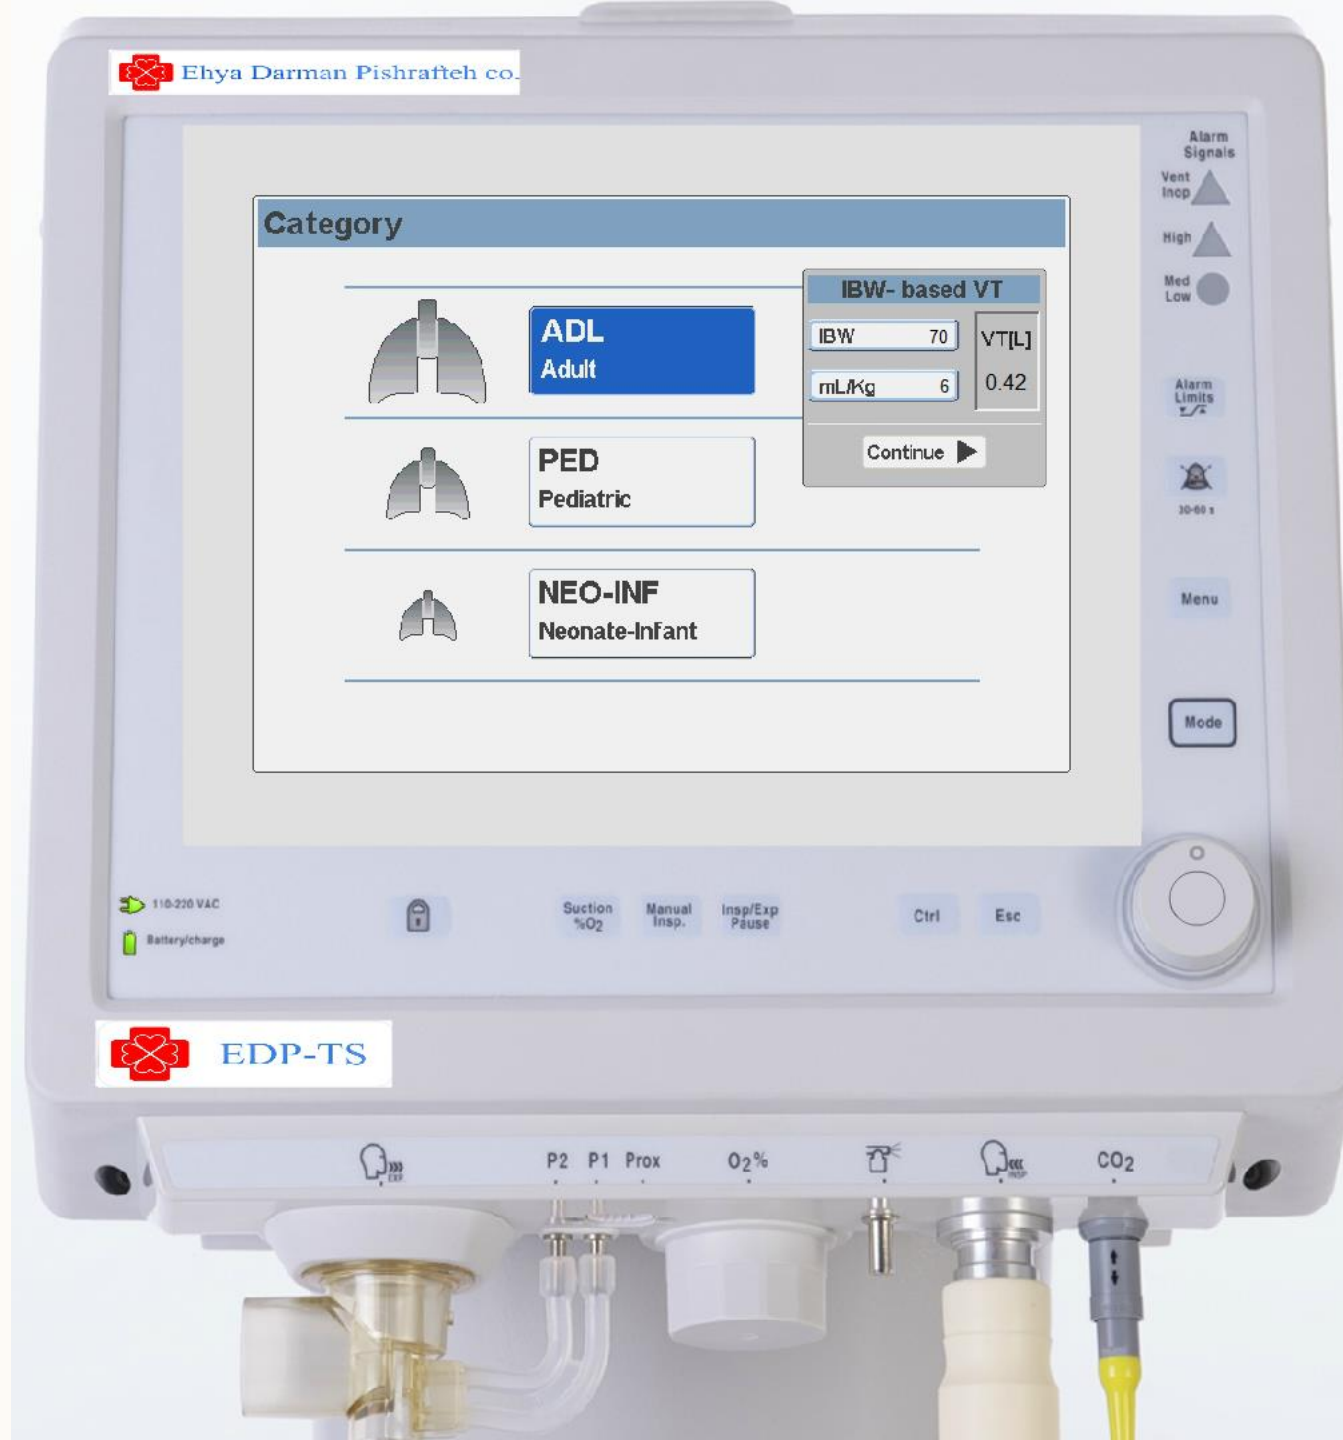 Ehya Darman Pishrafteh co.
Alarm
Signals
Vent
Inop
High
Med
Low
Category
IBW- based VT
ADL
Adult
IBW 70
VT[L]
mL/Kg 6
0.42
Continue
PED
Pediatric
NEO-INF
Neonate-Infant
Alarm
Limits
30-60 s
Menu
Mode
110-220 VAC
Battery/charge
Suction
%O2
Manual
Insp.
Insp/Exp
Pause
Ctrl
Esc
EDP-TS
EXP
P2 P1 Prox
O2%
INSP
CO2